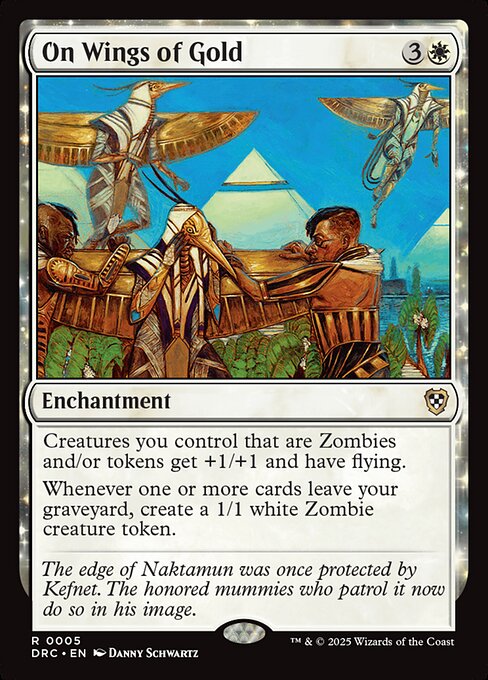 On Wings of Gold 3
Enchantment
Creatures you control that are Zombies
and/or tokens get +1/+1 and have flying.
Whenever one or more cards leave your
graveyard, create a 1/1 white Zombie
creature token.
The edge of Naktamun was once protected by
Kefnet. The honored mummies who patrol it now
do so in his image.
R 0005
DRC • EN DANNY SCHWARTZ
™ & © 2025 Wizards of the Coast